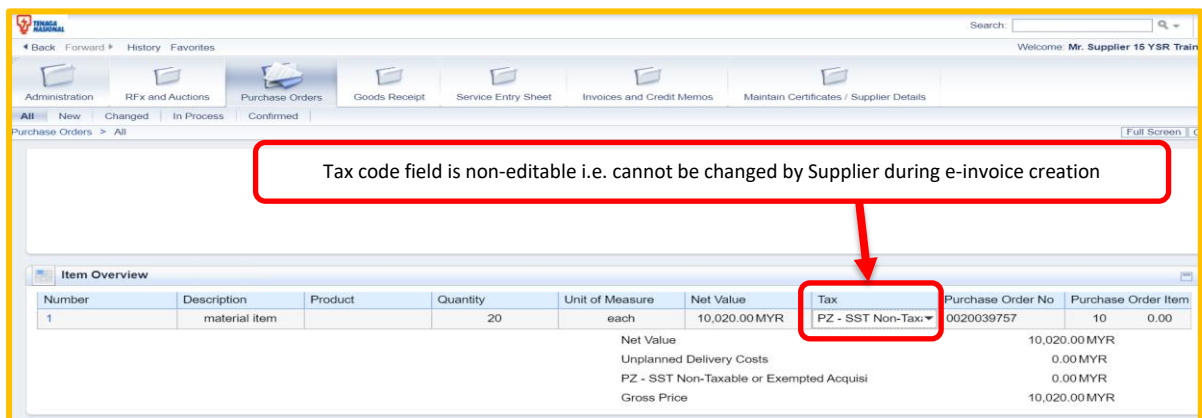 TENAGA
NASIONAL
Search:
Back Forward History Favorites
Welcome: Mr. Supplier 15 YSR Train
Administration RFx and Auctions Purchase Orders Goods Receipt Service Entry Sheet Invoices and Credit Memos Maintain Certificates / Supplier Details
All New Changed In Process Confirmed
Purchase Orders > All
Full Screen
Tax code field is non-editable i.e. cannot be changed by Supplier during e-invoice creation
Item Overview
Number Description Product Quantity Unit of Measure Net Value Tax Purchase Order No Purchase Order Item
1 material item 20 each 10,020.00 MYR PZ - SST Non-Tax 0020039757 10 0.00
Net Value 10,020.00 MYR
Unplanned Delivery Costs 0.00 MYR
PZ - SST Non-Taxable or Exempted Acquisi 0.00 MYR
Gross Price 10,020.00 MYR